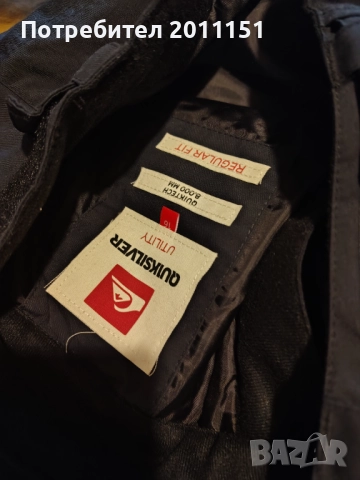 Потребител 2011151
REGULAR FIT
QUIKTECH
8.000 MM
UTILITY
QUIKSILVER
BAZAR